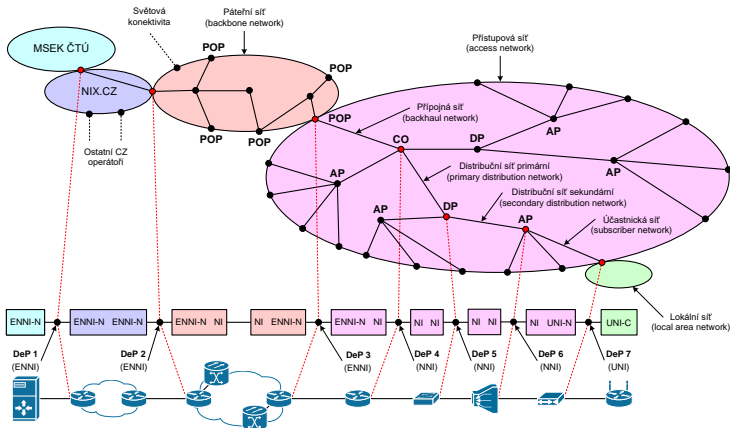 Světová
konektivita
Páteřní síť
(backbone network)
Přístupová síť
(access network)
MSEK ČTÚ
POP
POP
NIX.CZ
POP
POP
POP
POP
Ostatní CZ
operátoři
Přípojná síť
(backhaul network)
CO
DP
AP
AP
AP
Distribuční síť primární
(primary distribution network)
Distribuční síť sekundární
(secondary distribution network)
AP
DP
AP
Účastnická síť
(subscriber network)
Lokální síť
(local area network)
ENNI-N
ENNI-N ENNI-N
ENNI-N NI
NI ENNI-N
ENNI-N NI
NI NI
NI NI
NI UNI-N
UNI-C
DeP 1
(ENNI)
DeP 2
(ENNI)
DeP 3
(ENNI)
DeP 4
(NNI)
DeP 5
(NNI)
DeP 6
(NNI)
DeP 7
(UNI)